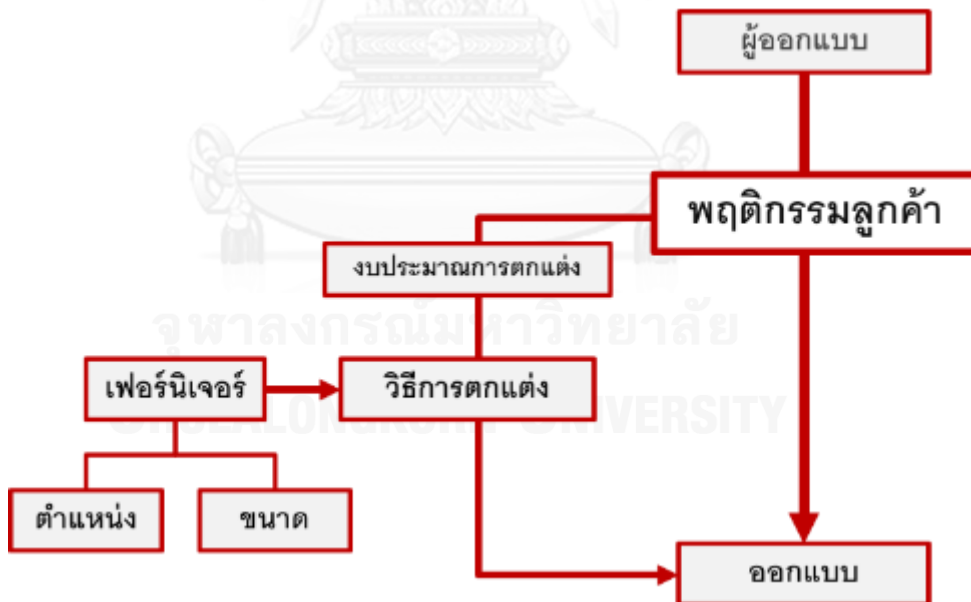 ผู้ออกแบบ
พฤติกรรมลูกค้า
งบประมาณการตกแต่ง
จุฬาลงกรณ์มหาวิทยาลัย
เฟอร์นิเจอร์
วิธีการตกแต่ง
CHULALONGKORN UNIVERSITY
ตำแหน่ง
ขนาด
ออกแบบ